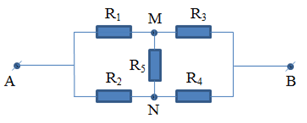 R₁ M R₃
A R₅ B
R₂ R₄
N